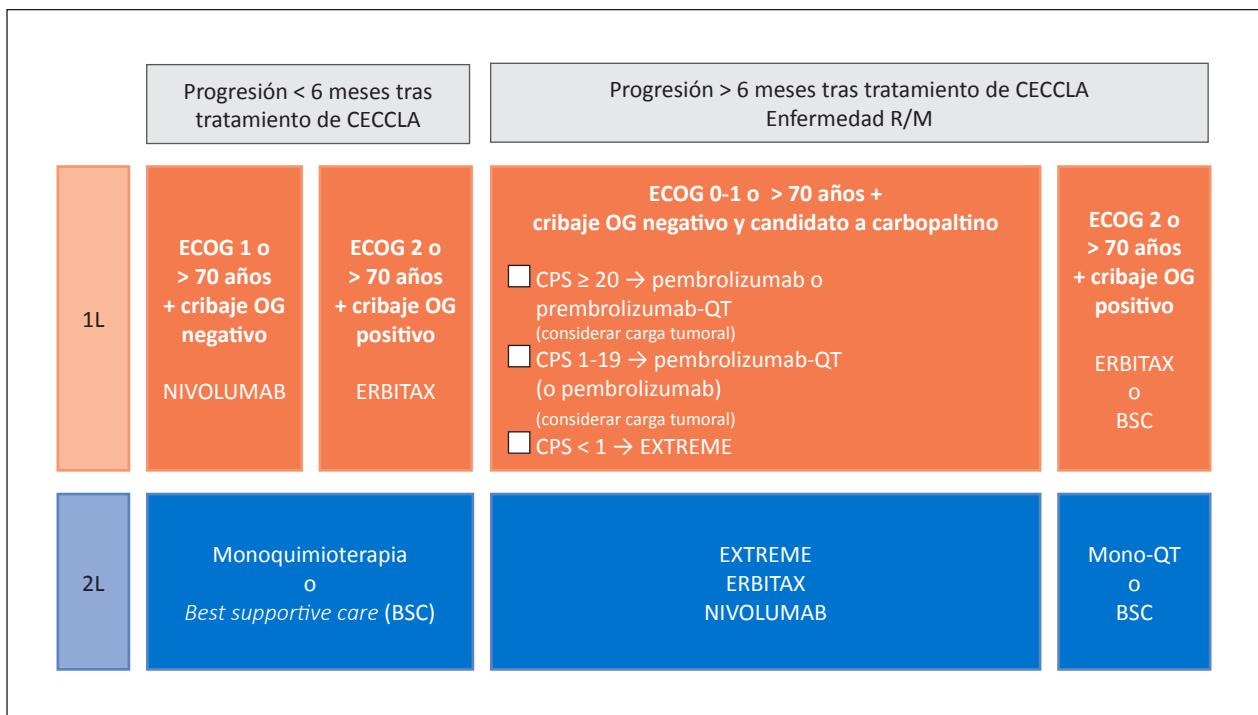 Progresión < 6 meses tras
tratamiento de CECCLA
Progresión > 6 meses tras tratamiento de CECCLA
Enfermedad R/M
1L
ECOG 1 o
> 70 años
+ cribaje OG
negativo
NIVOLUMAB
ECOG 2 o
> 70 años
+ cribaje OG
positivo
ERBITAX
ECOG 0-1 o > 70 años +
cribaje OG negativo y candidato a carbopaltino
CPS ≥ 20 → pembrolizumab o
prembrolizumab-QT
(considerar carga tumoral)
CPS 1-19 → pembrolizumab-QT
(o pembrolizumab)
(considerar carga tumoral)
CPS < 1 → EXTREME
ECOG 2 o
> 70 años
+ cribaje OG
positivo
ERBITAX
o
BSC
2L
Monoquimioterapia
o
Best supportive care (BSC)
EXTREME
ERBITAX
NIVOLUMAB
Mono-QT
o
BSC